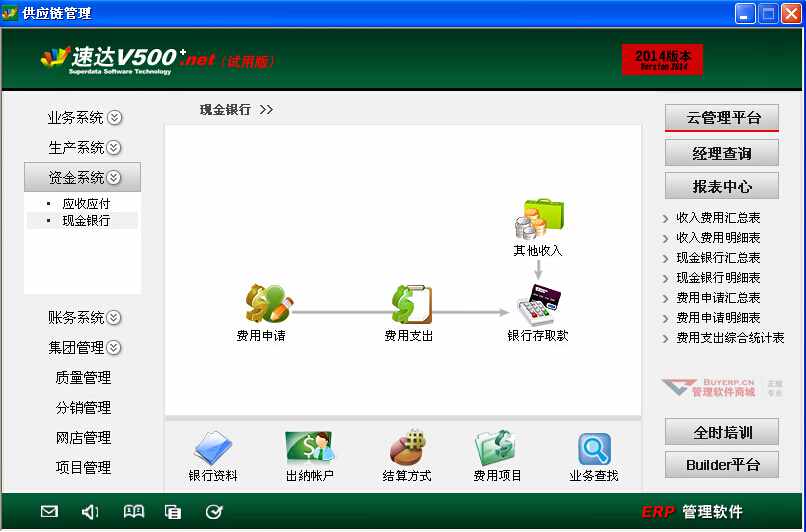 供应链管理
速达V500+.net（试用版）
Superdata Software Technology
2014版本
Version 2014
业务系统
生产系统
资金系统
应收应付
现金银行
账务系统
集团管理
质量管理
分销管理
网店管理
项目管理
现金银行 >>
其他收入
费用申请
费用支出
银行存取款
银行资料
出纳帐户
结算方式
费用项目
业务查找
云管理平台
经理查询
报表中心
收入费用汇总表
收入费用明细表
现金银行汇总表
现金银行明细表
费用申请汇总表
费用申请明细表
费用支出综合统计表
BUYERP.CN
管理软件商城
正规
专业
全时培训
Builder平台
ERP 管理软件